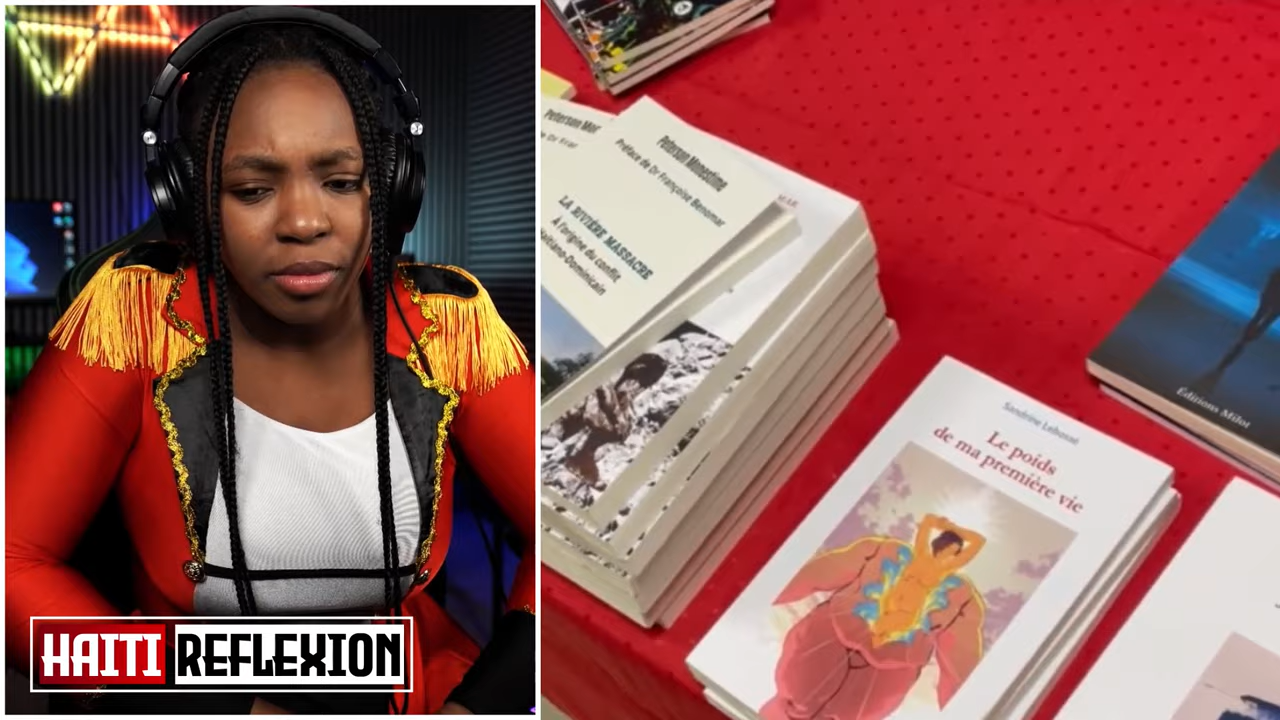 HAITI REFLEXION
Peterson
Peterson Monestime
Préface de Dr Françoise Benomar
LA RIVIÈRE MASSACRE
À l'origine du conflit
Haïtiano-Dominicain
Sandrine Lebossé
Le poids
de ma première vie
Éditions Milot